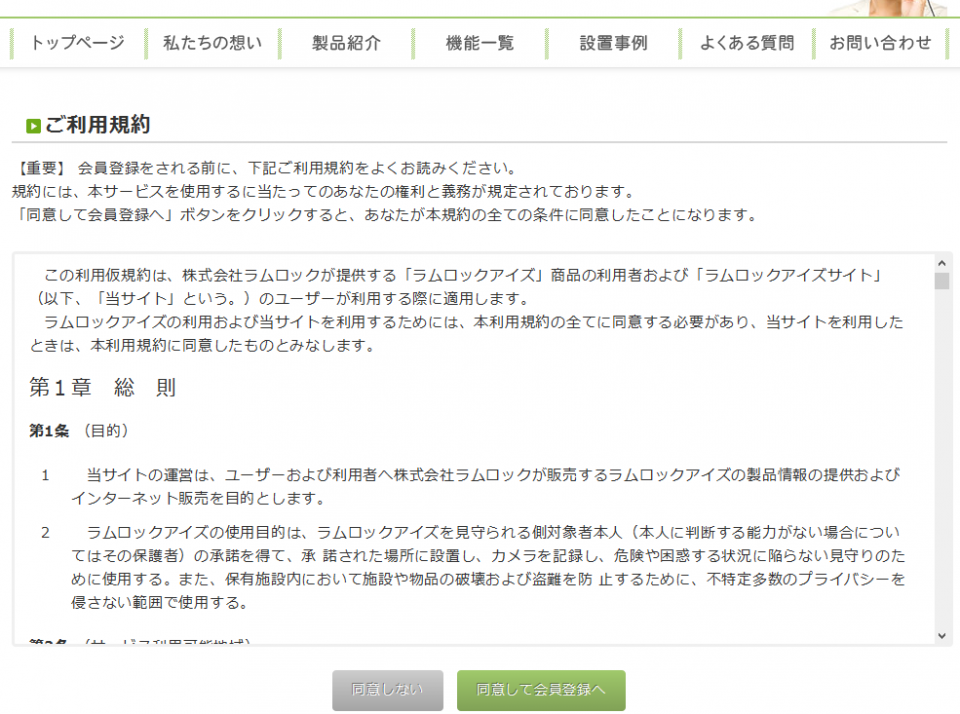 トップページ 私たちの想い 製品紹介 機能一覧 設置事例 よくある質問 お問い合わせ
ご利用規約
【重要】 会員登録をされる前に、下記ご利用規約をよくお読みください。
規約には、本サービスを使用するに当たってのあなたの権利と義務が規定されております。
「同意して会員登録へ」ボタンをクリックすると、あなたが本規約の全ての条件に同意したことになります。
この利用仮規約は、株式会社ラムロックが提供する「ラムロックアイズ」商品の利用者および「ラムロックアイズサイト」
（以下、「当サイト」という。）のユーザーが利用する際に適用します。
ラムロックアイズの利用および当サイトを利用するためには、本利用規約の全てに同意する必要があり、当サイトを利用した
ときは、本利用規約に同意したものとみなします。
第１章　総　則
第1条 （目的）
1 当サイトの運営は、ユーザーおよび利用者へ株式会社ラムロックが販売するラムロックアイズの製品情報の提供および
インターネット販売を目的とします。
2 ラムロックアイズの使用目的は、ラムロックアイズを見守られる側対象者本人（本人に判断する能力がない場合につい
てはその保護者）の承諾を得て、承 諾された場所に設置し、カメラを記録し、危険や困惑する状況に陥らない見守りのた
めに使用する。また、保有施設内において施設や物品の破壊および盗難を防 止するために、不特定多数のプライバシーを
侵さない範囲で使用する。
第2条 （サービス利用可能地域）
同意しない 同意して会員登録へ